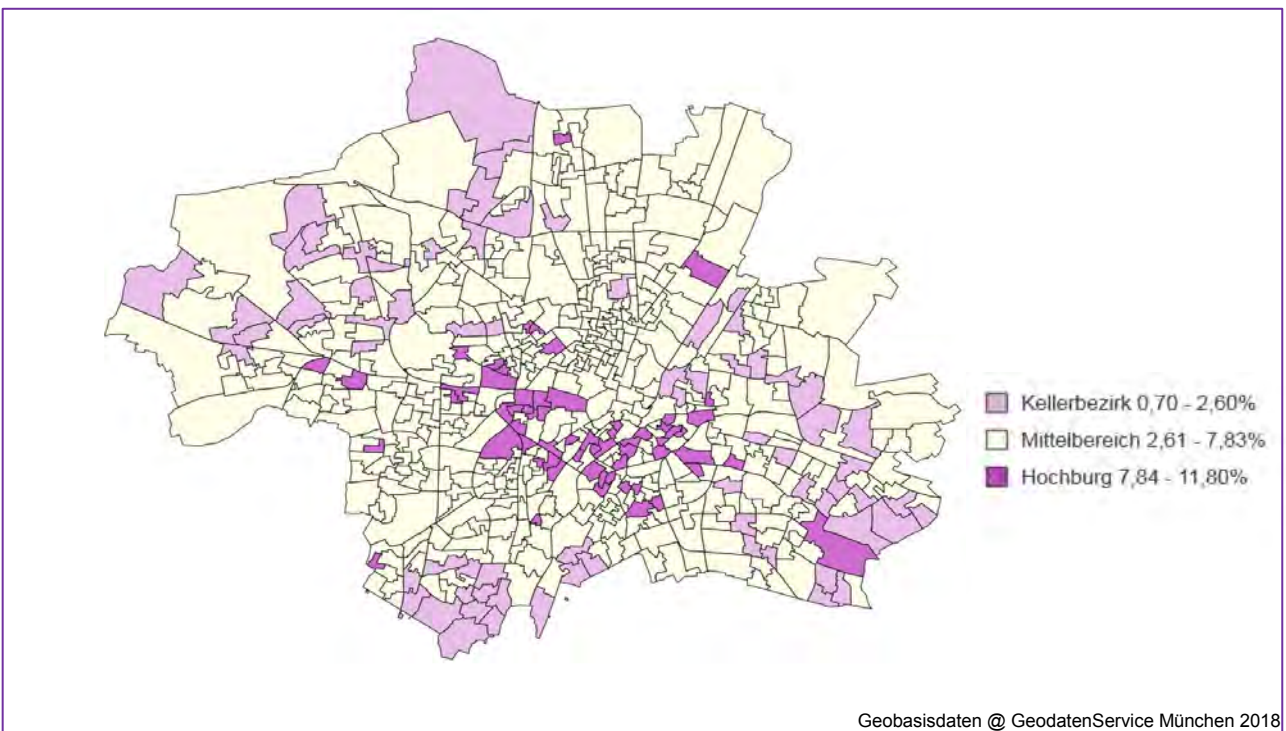 Kellerbezirk 0,70 - 2,60%
Mittelbereich 2,61 - 7,83%
Hochburg 7,84 - 11,80%
Geobasisdaten @ GeodatenService München 2018